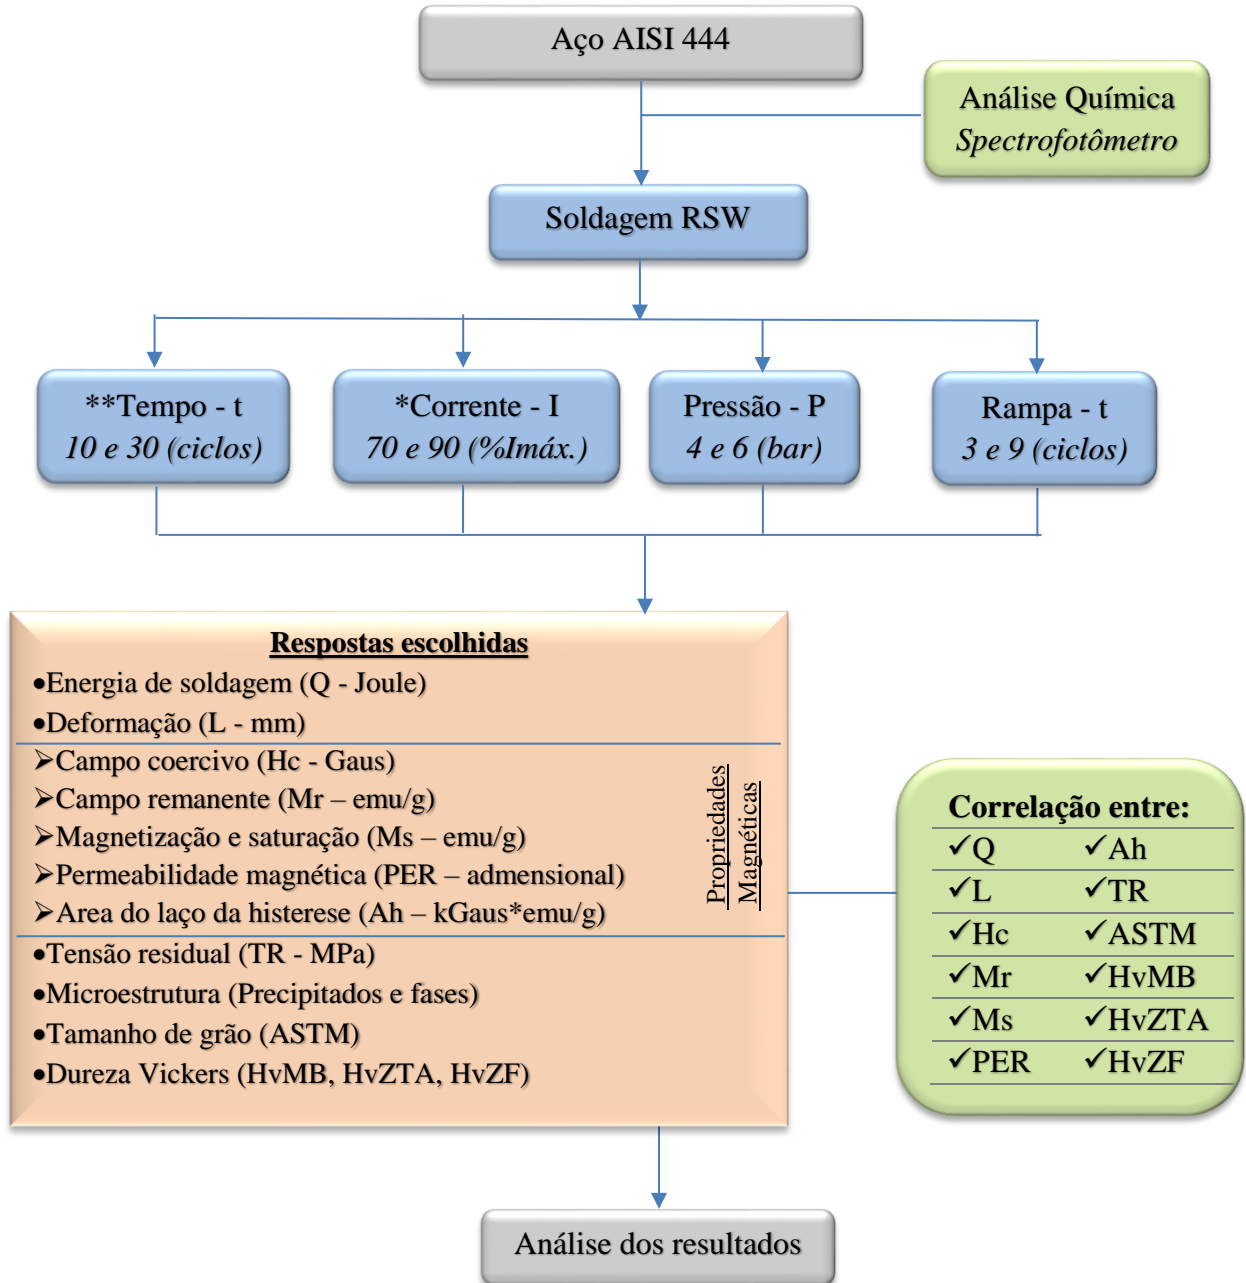 Aço AISI 444
Análise Química
Spectrofotômetro
Soldagem RSW
**Tempo - t
10 e 30 (ciclos)
*Corrente - I
70 e 90 (%Imáx.)
Pressão - P
4 e 6 (bar)
Rampa - t
3 e 9 (ciclos)
Respostas escolhidas
•Energia de soldagem (Q - Joule)
•Deformação (L - mm)
➢Campo coercivo (Hc - Gaus)
➢Campo remanente (Mr – emu/g)
➢Magnetização e saturação (Ms – emu/g)
➢Permeabilidade magnética (PER – admensional)
➢Area do laço da histerese (Ah – kGaus*emu/g)
Propriedades
Magnéticas
•Tensão residual (TR - MPa)
•Microestrutura (Precipitados e fases)
•Tamanho de grão (ASTM)
•Dureza Vickers (HvMB, HvZTA, HvZF)
Correlação entre:
✓Q ✓Ah
✓L ✓TR
✓Hc ✓ASTM
✓Mr ✓HvMB
✓Ms ✓HvZTA
✓PER ✓HvZF
Análise dos resultados